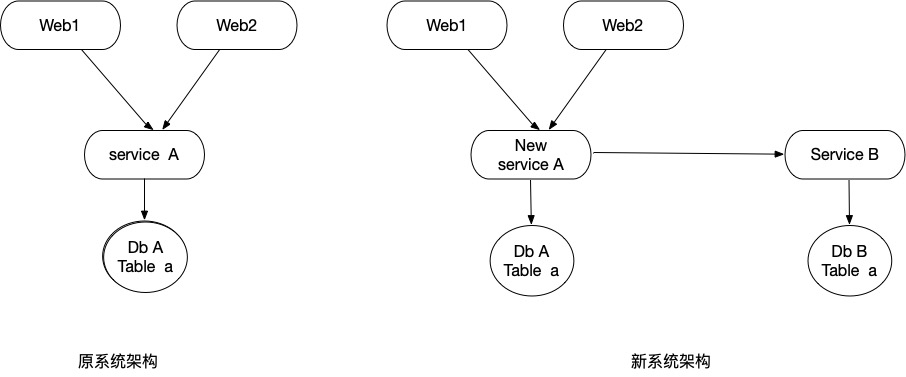 Web1
Web2
service A
Db A
Table a
原系统架构
Web1
Web2
New
service A
Service B
Db A
Table a
Db B
Table a
新系统架构